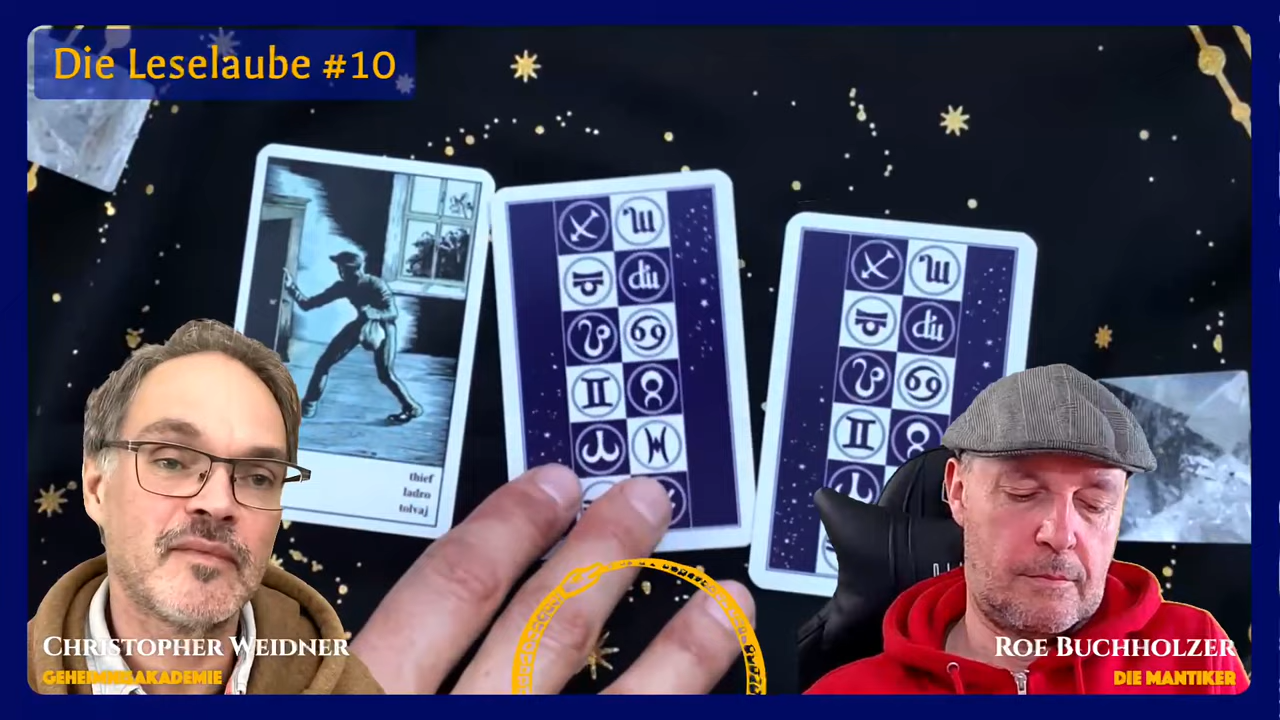 Die Leselaube #10
thief
ladro
tolvaj
Christopher Weidner
GEHEIMNISAKADEMIE
Roe Buchholzer
DIE MANTIKER